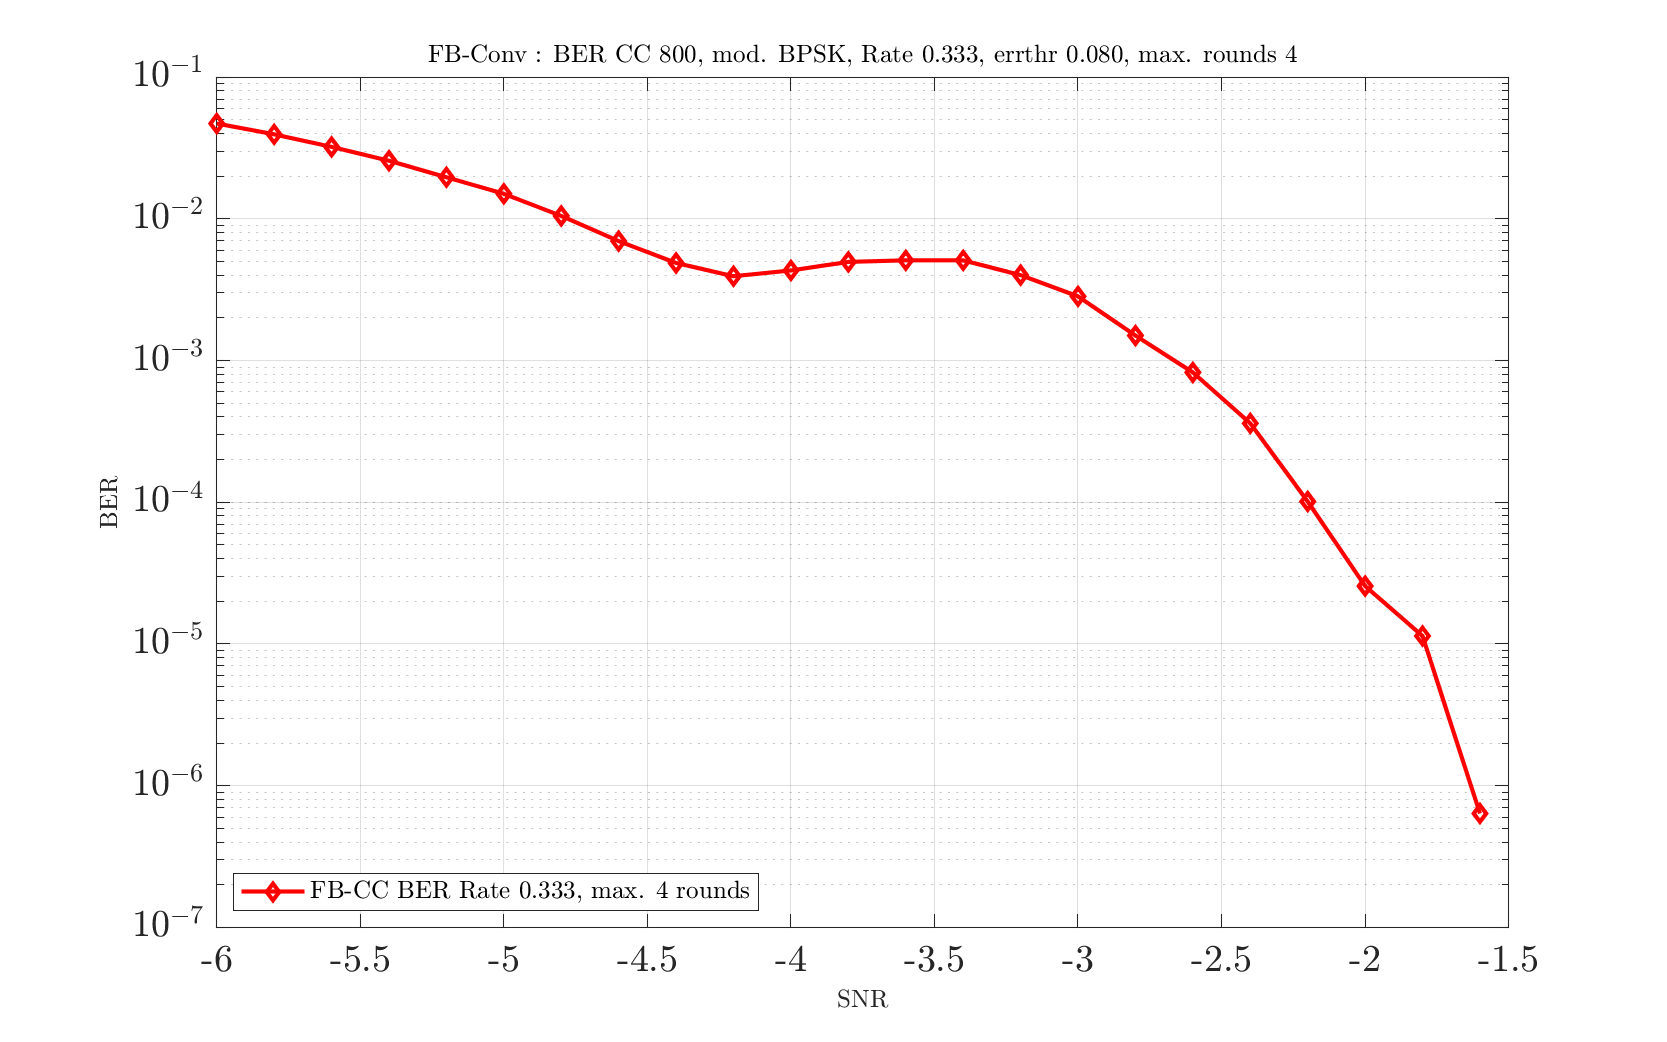 FB-Conv : BER CC 800, mod. BPSK, Rate 0.333, errthr 0.080, max. rounds 4
10^-1
10^-2
10^-3
10^-4
10^-5
10^-6
10^-7
BER
FB-CC BER Rate 0.333, max. 4 rounds
-6 -5.5 -5 -4.5 -4 -3.5 -3 -2.5 -2 -1.5
SNR